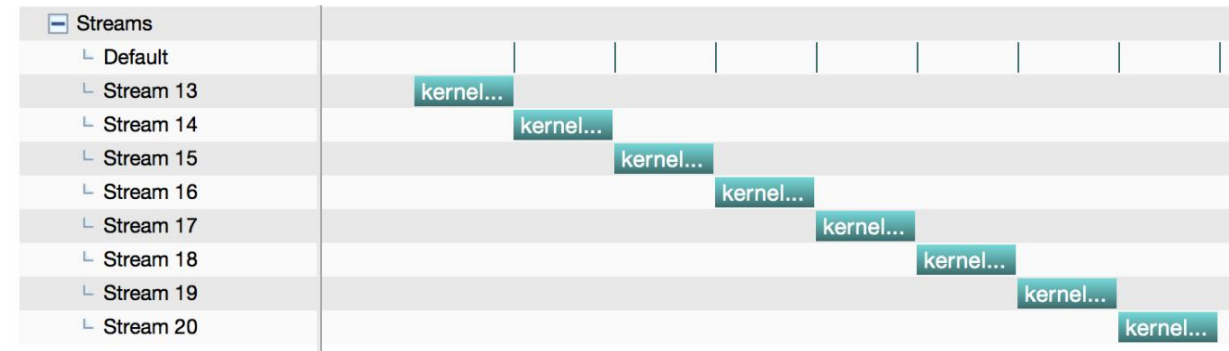 Streams
Default
Stream 13
kernel...
Stream 14
kernel...
Stream 15
kernel...
Stream 16
kernel...
Stream 17
kernel...
Stream 18
kernel...
Stream 19
kernel...
Stream 20
kernel...